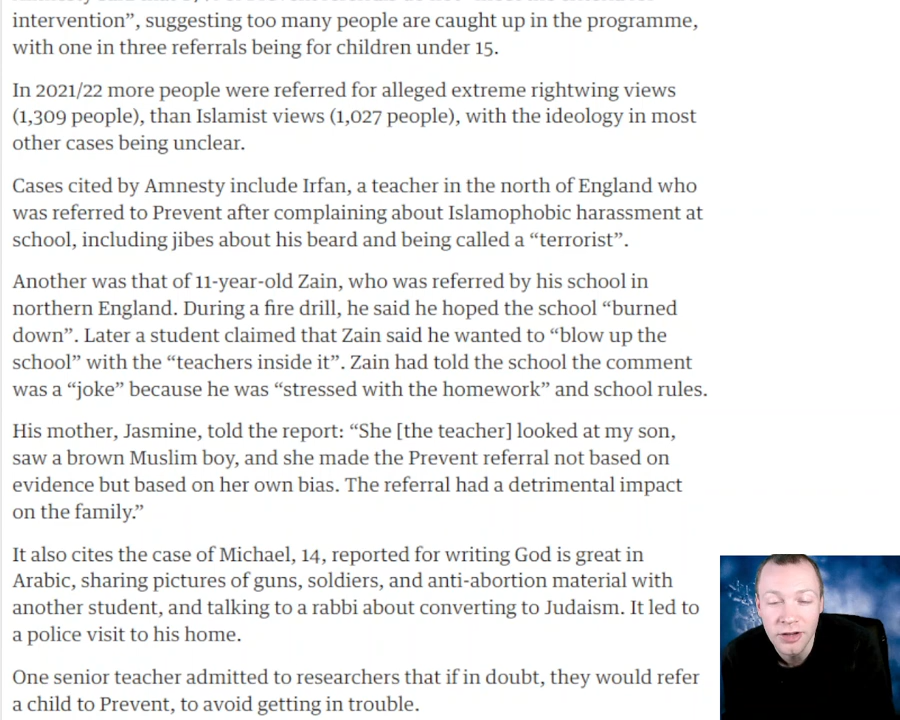 intervention”, suggesting too many people are caught up in the programme,
with one in three referrals being for children under 15.
In 2021/22 more people were referred for alleged extreme rightwing views
(1,309 people), than Islamist views (1,027 people), with the ideology in most
other cases being unclear.
Cases cited by Amnesty include Irfan, a teacher in the north of England who
was referred to Prevent after complaining about Islamophobic harassment at
school, including jibes about his beard and being called a “terrorist”.
Another was that of 11-year-old Zain, who was referred by his school in
northern England. During a fire drill, he said he hoped the school “burned
down”. Later a student claimed that Zain said he wanted to “blow up the
school” with the “teachers inside it”. Zain had told the school the comment
was a “joke” because he was “stressed with the homework” and school rules.
His mother, Jasmine, told the report: “She [the teacher] looked at my son,
saw a brown Muslim boy, and she made the Prevent referral not based on
evidence but based on her own bias. The referral had a detrimental impact
on the family.”
It also cites the case of Michael, 14, reported for writing God is great in
Arabic, sharing pictures of guns, soldiers, and anti-abortion material with
another student, and talking to a rabbi about converting to Judaism. It led to
a police visit to his home.
One senior teacher admitted to researchers that if in doubt, they would refer
a child to Prevent, to avoid getting in trouble.